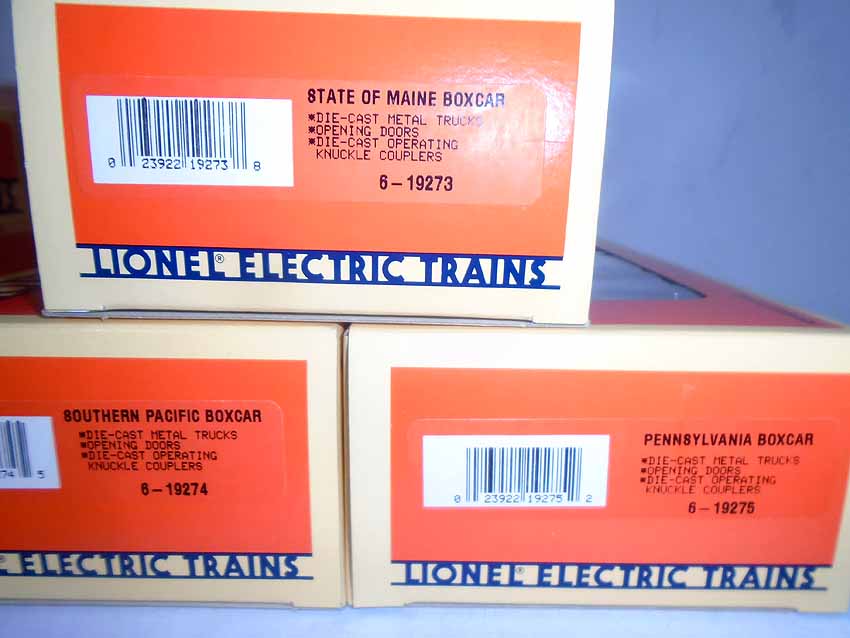 STATE OF MAINE BOXCAR
*DIE-CAST METAL TRUCKS
*OPENING DOORS
*DIE-CAST OPERATING
KNUCKLE COUPLERS
6-19273
0 23922 19273 8
LIONEL® ELECTRIC TRAINS
SOUTHERN PACIFIC BOXCAR
*DIE-CAST METAL TRUCKS
*OPENING DOORS
*DIE-CAST OPERATING
KNUCKLE COUPLERS
6-19274
74 5
® ELECTRIC TRAINS
PENNSYLVANIA BOXCAR
*DIE-CAST METAL TRUCKS
*OPENING DOORS
*DIE-CAST OPERATING
KNUCKLE COUPLERS
6-19275
0 23922 19275 2
LIONEL® ELECTRIC TRAINS